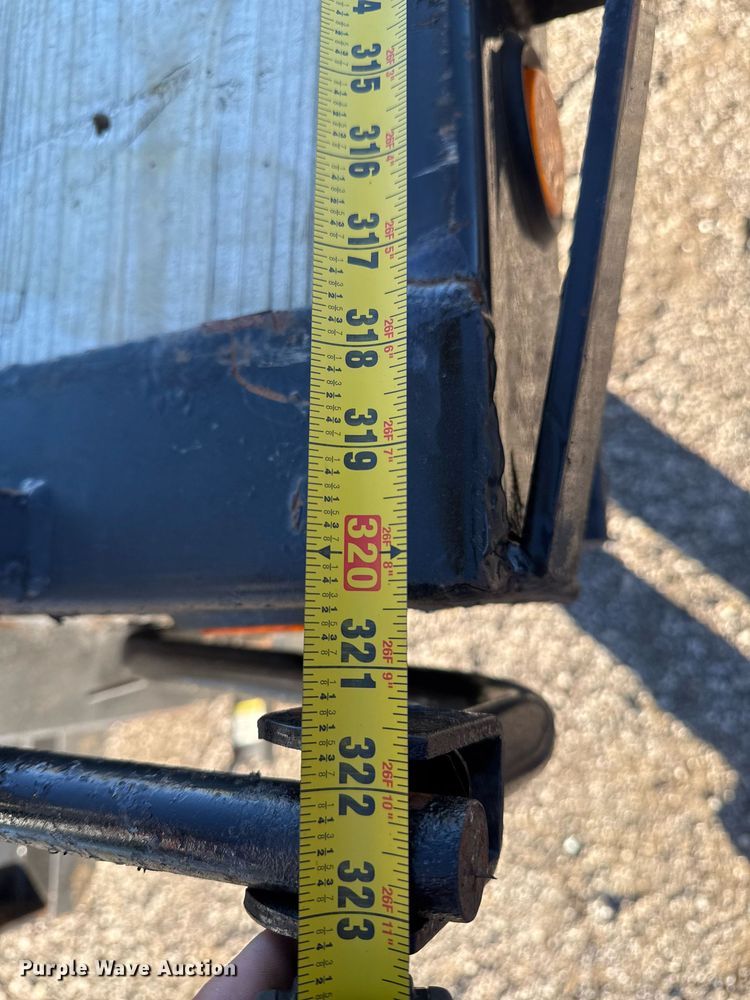 4
315 26F 3"
316 26F 4"
317 26F 5"
318 26F 6"
319 26F 7"
320 26F 8"
321 26F 9"
322 26F 10"
323 26F 11"
Purple Wave Auction